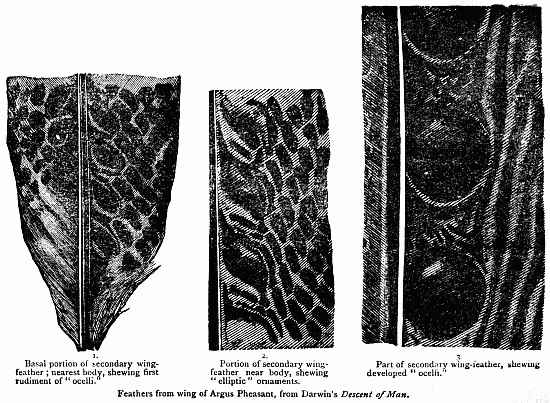 1.
Basal portion of secondary wing-
feather; nearest body, shewing first
rudiment of "ocelli."
2.
Portion of secondary wing-
feather near body, shewing
"elliptic" ornaments.
3.
Part of secondary wing-feather, shewing
developed "ocelli."
Feathers from wing of Argus Pheasant, from Darwin's Descent of Man.